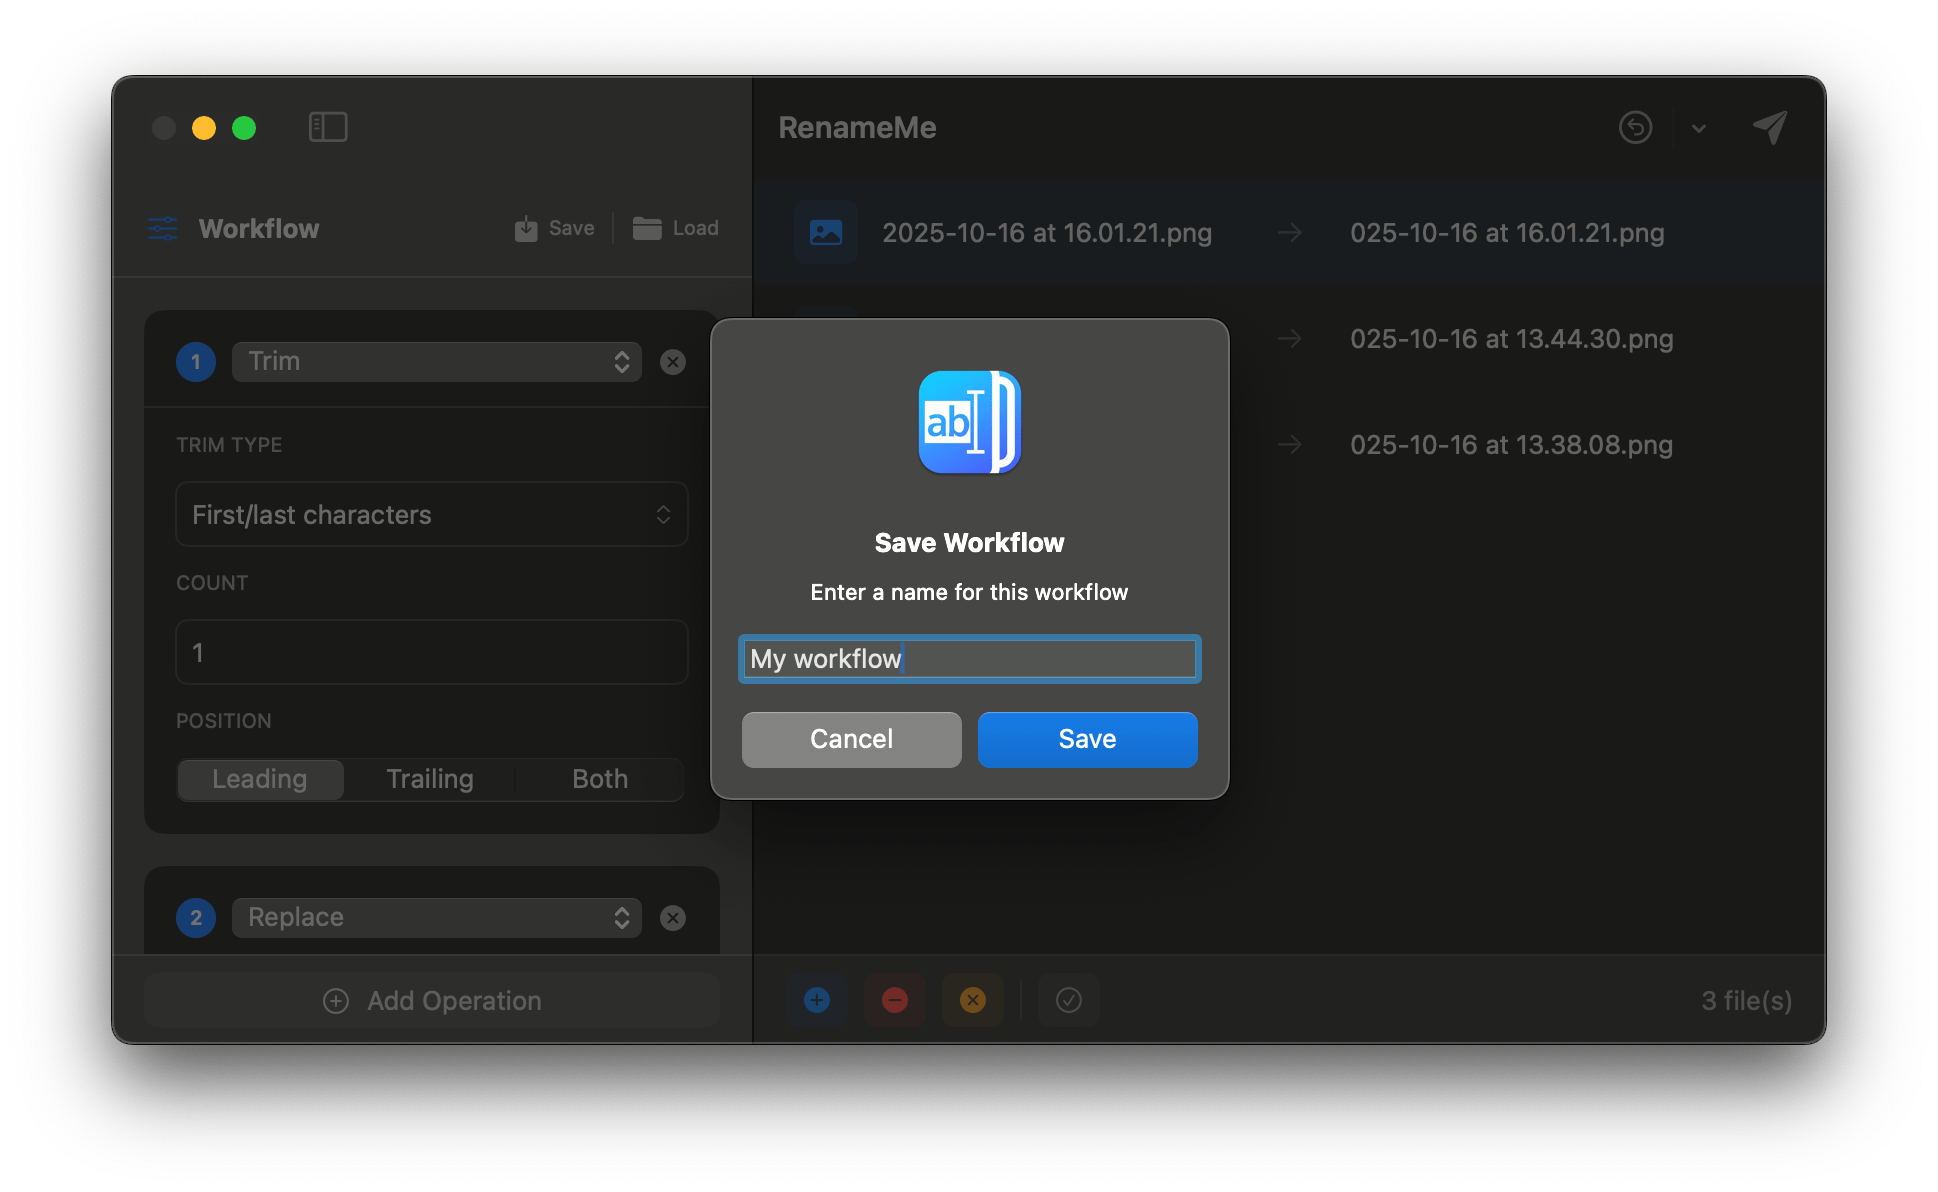 RenameMe
Workflow
Save
Load
2025-10-16 at 16.01.21.png
025-10-16 at 16.01.21.png
1
Trim
025-10-16 at 13.44.30.png
TRIM TYPE
First/last characters
025-10-16 at 13.38.08.png
COUNT
1
POSITION
Leading
Trailing
Both
ab
Save Workflow
Enter a name for this workflow
My workflow
Cancel
Save
2
Replace
Add Operation
3 file(s)